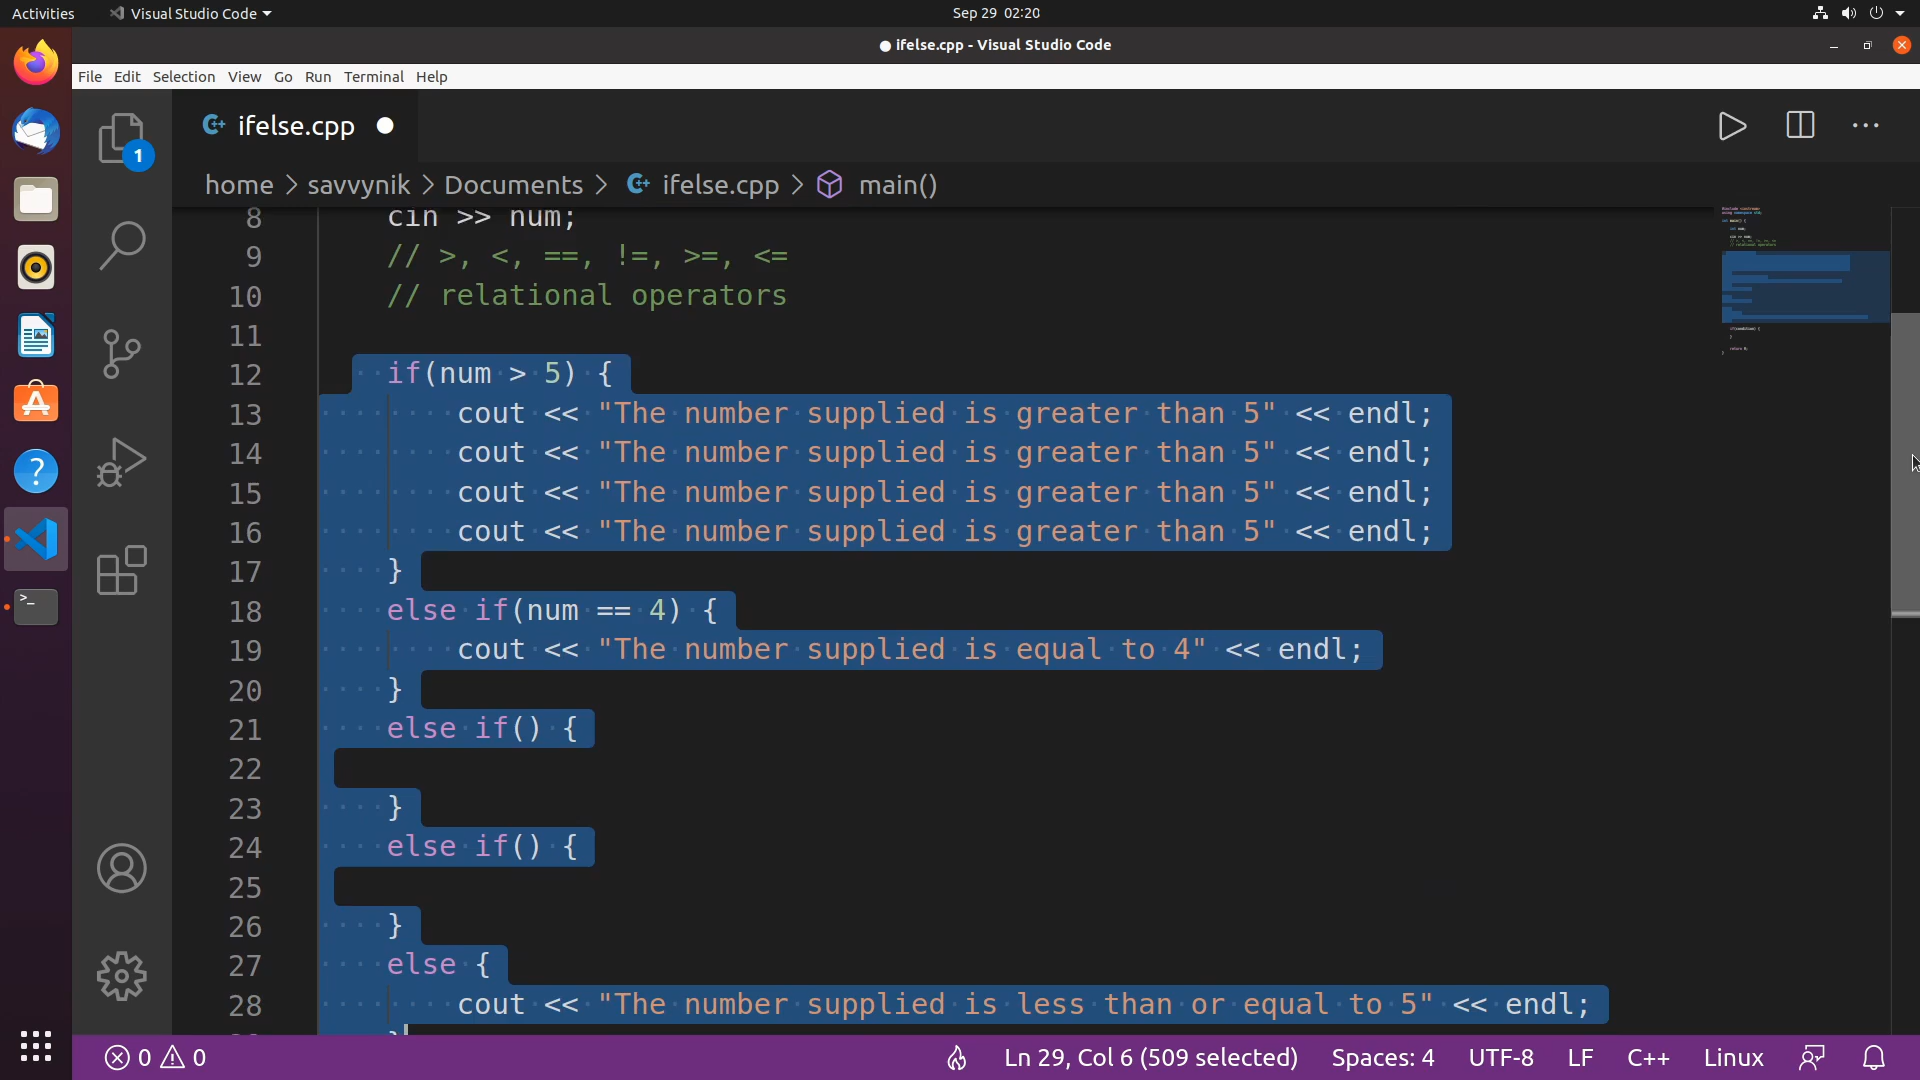 Activities
Visual Studio Code
Sep 29 02:20
● ifelse.cpp - Visual Studio Code
File Edit Selection View Go Run Terminal Help
1
ifelse.cpp ●
home > savvynik > Documents > ifelse.cpp > main()
8 cin >> num;
9 // >, <, ==, !=, >=, <=
10 // relational operators
11
12 if(num > 5) {
13 cout << "The number supplied is greater than 5" << endl;
14 cout << "The number supplied is greater than 5" << endl;
15 cout << "The number supplied is greater than 5" << endl;
16 cout << "The number supplied is greater than 5" << endl;
17 }
18 else if(num == 4) {
19 cout << "The number supplied is equal to 4" << endl;
20 }
21 else if() {
22
23 }
24 else if() {
25
26 }
27 else {
28 cout << "The number supplied is less than or equal to 5" << endl;
0 0
Ln 29, Col 6 (509 selected) Spaces: 4 UTF-8 LF C++ Linux